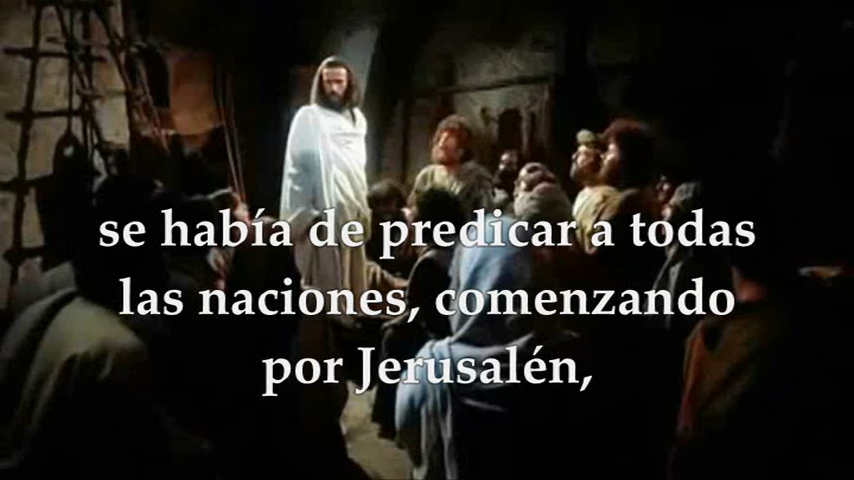 se había de predicar a todas
las naciones, comenzando
por Jerusalén,